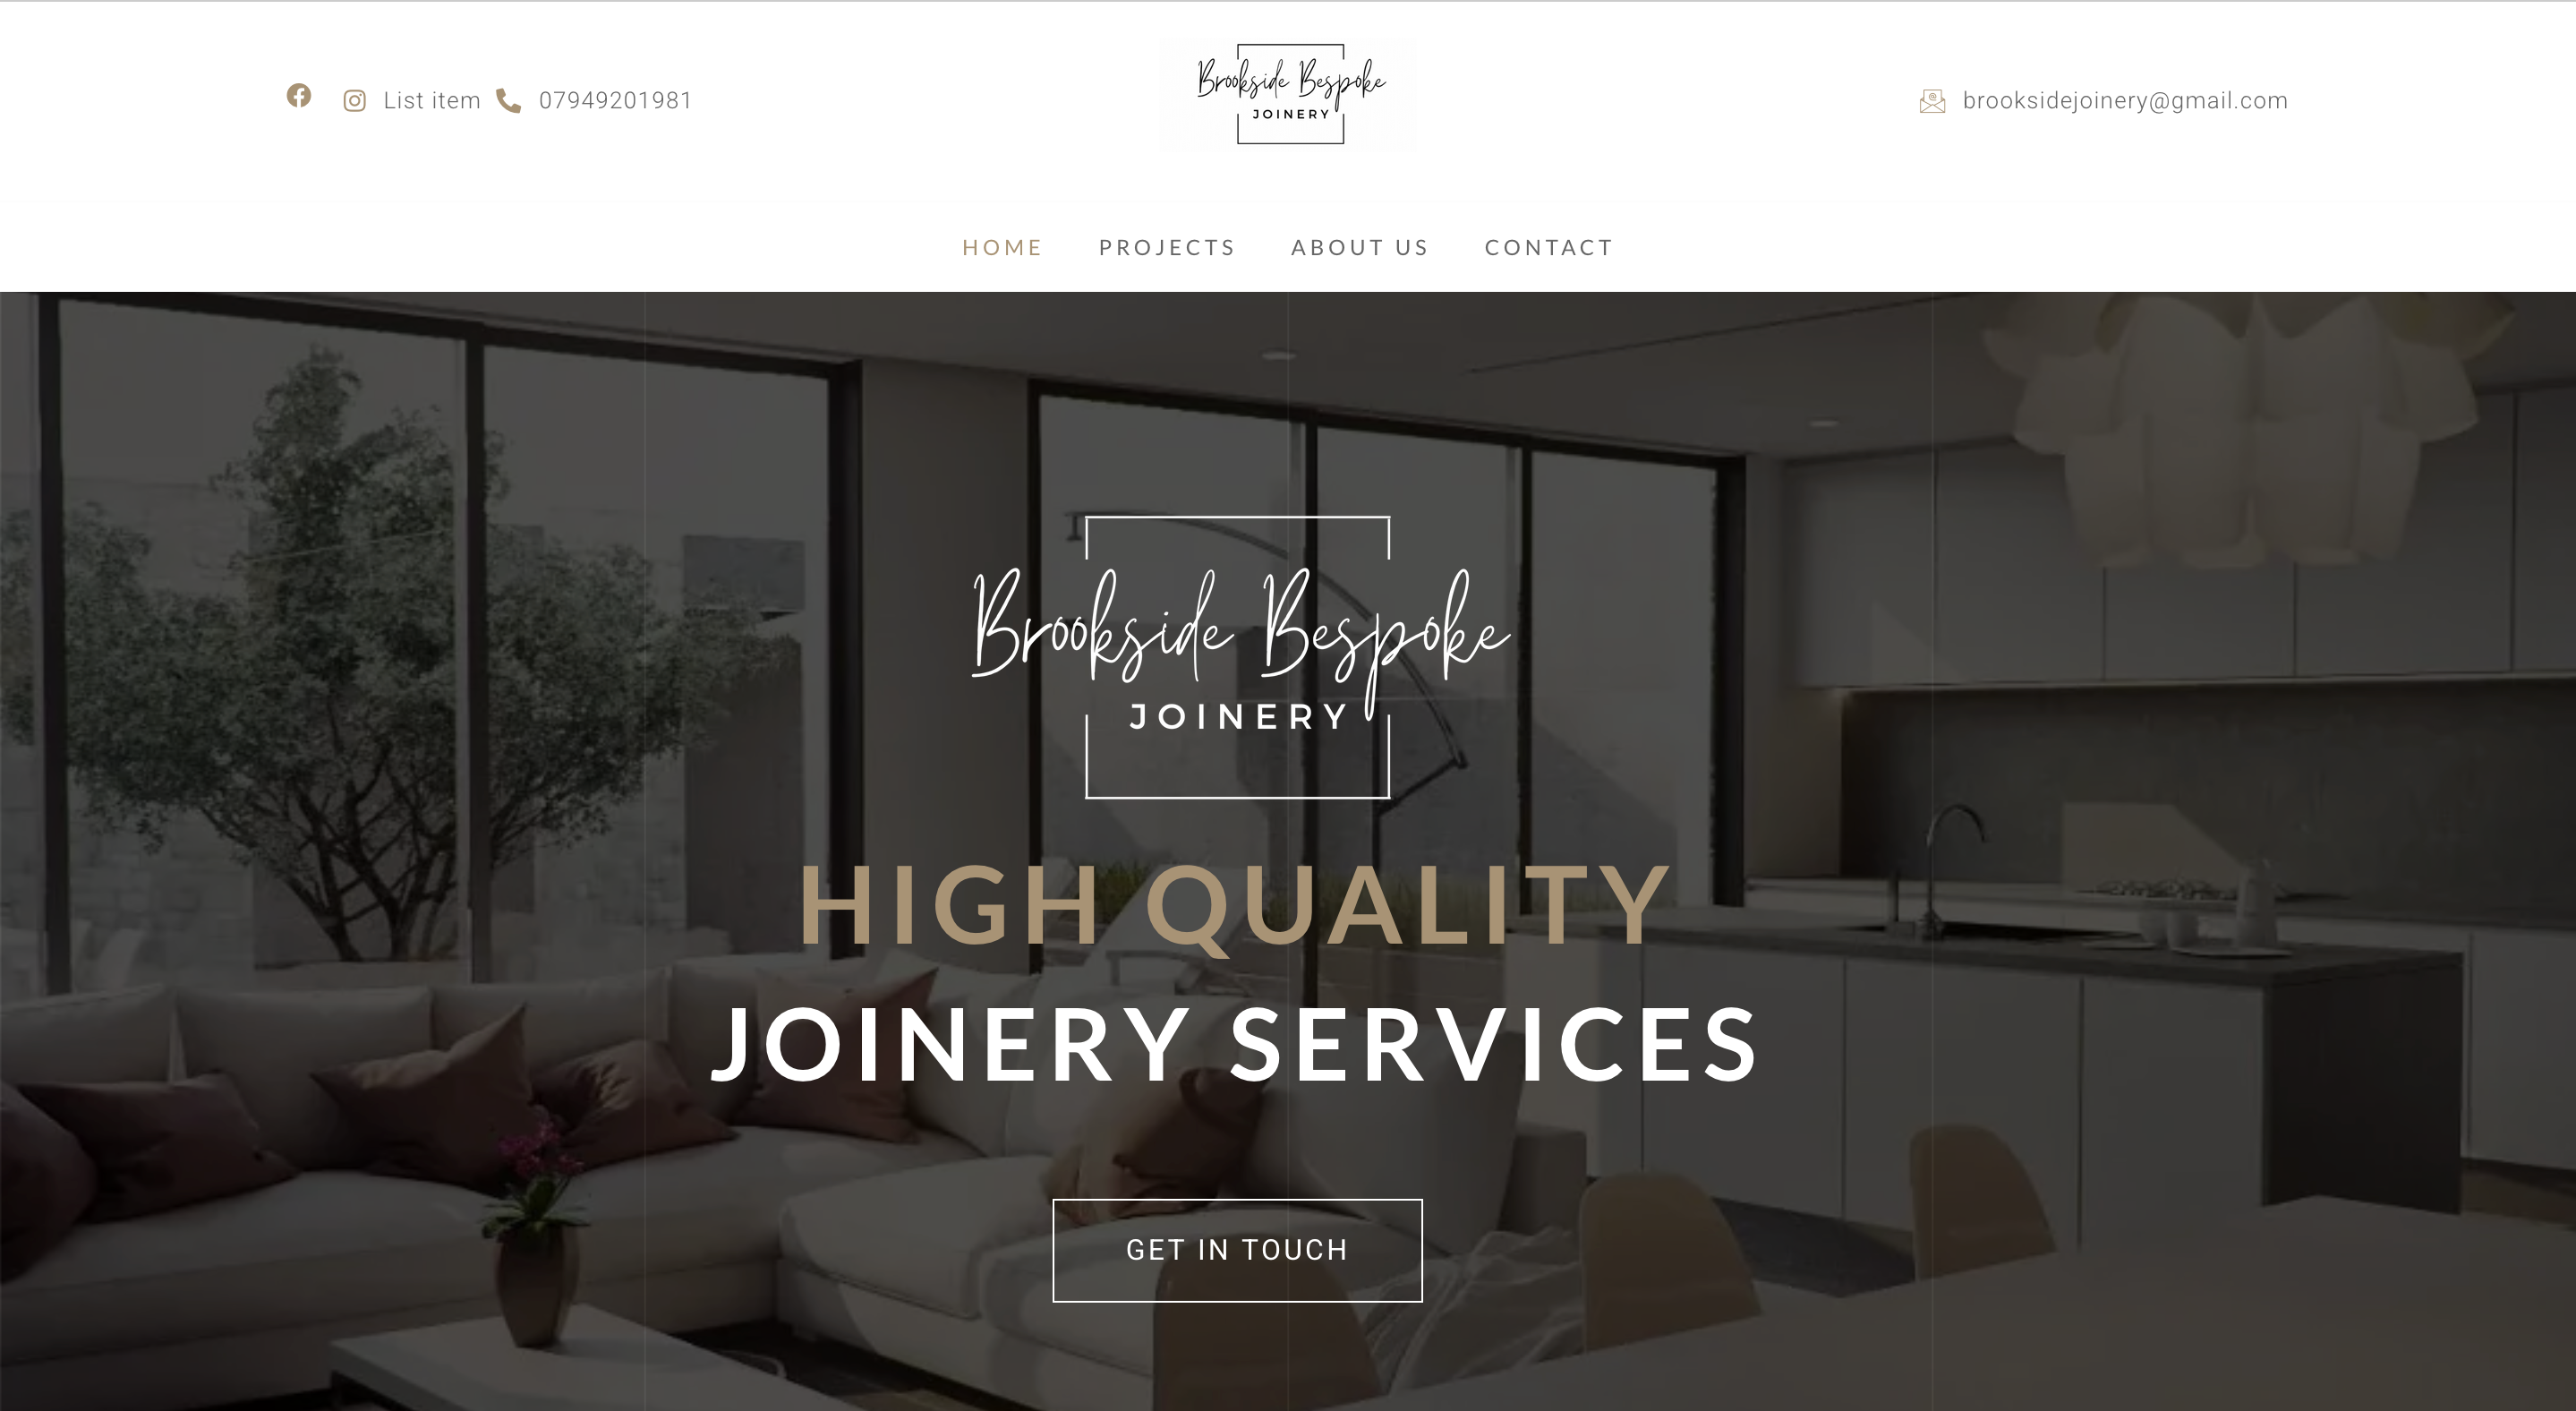 List item 07949201981
Brookside Bespoke
JOINERY
brooksidejoinery@gmail.com
HOME PROJECTS ABOUT US CONTACT
Brookside Bespoke
JOINERY
HIGH QUALITY
JOINERY SERVICES
GET IN TOUCH